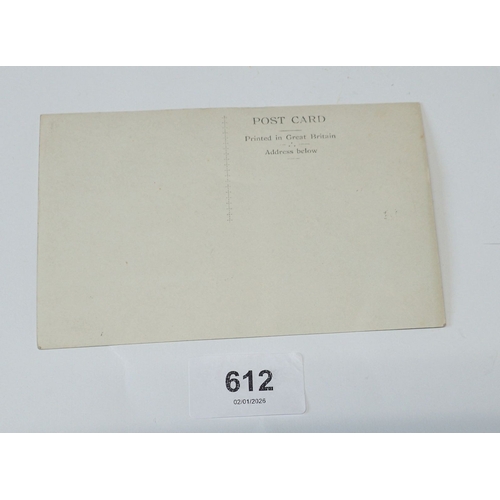 POST CARD
Printed in Great Britain
Address below
612
02/01/2026